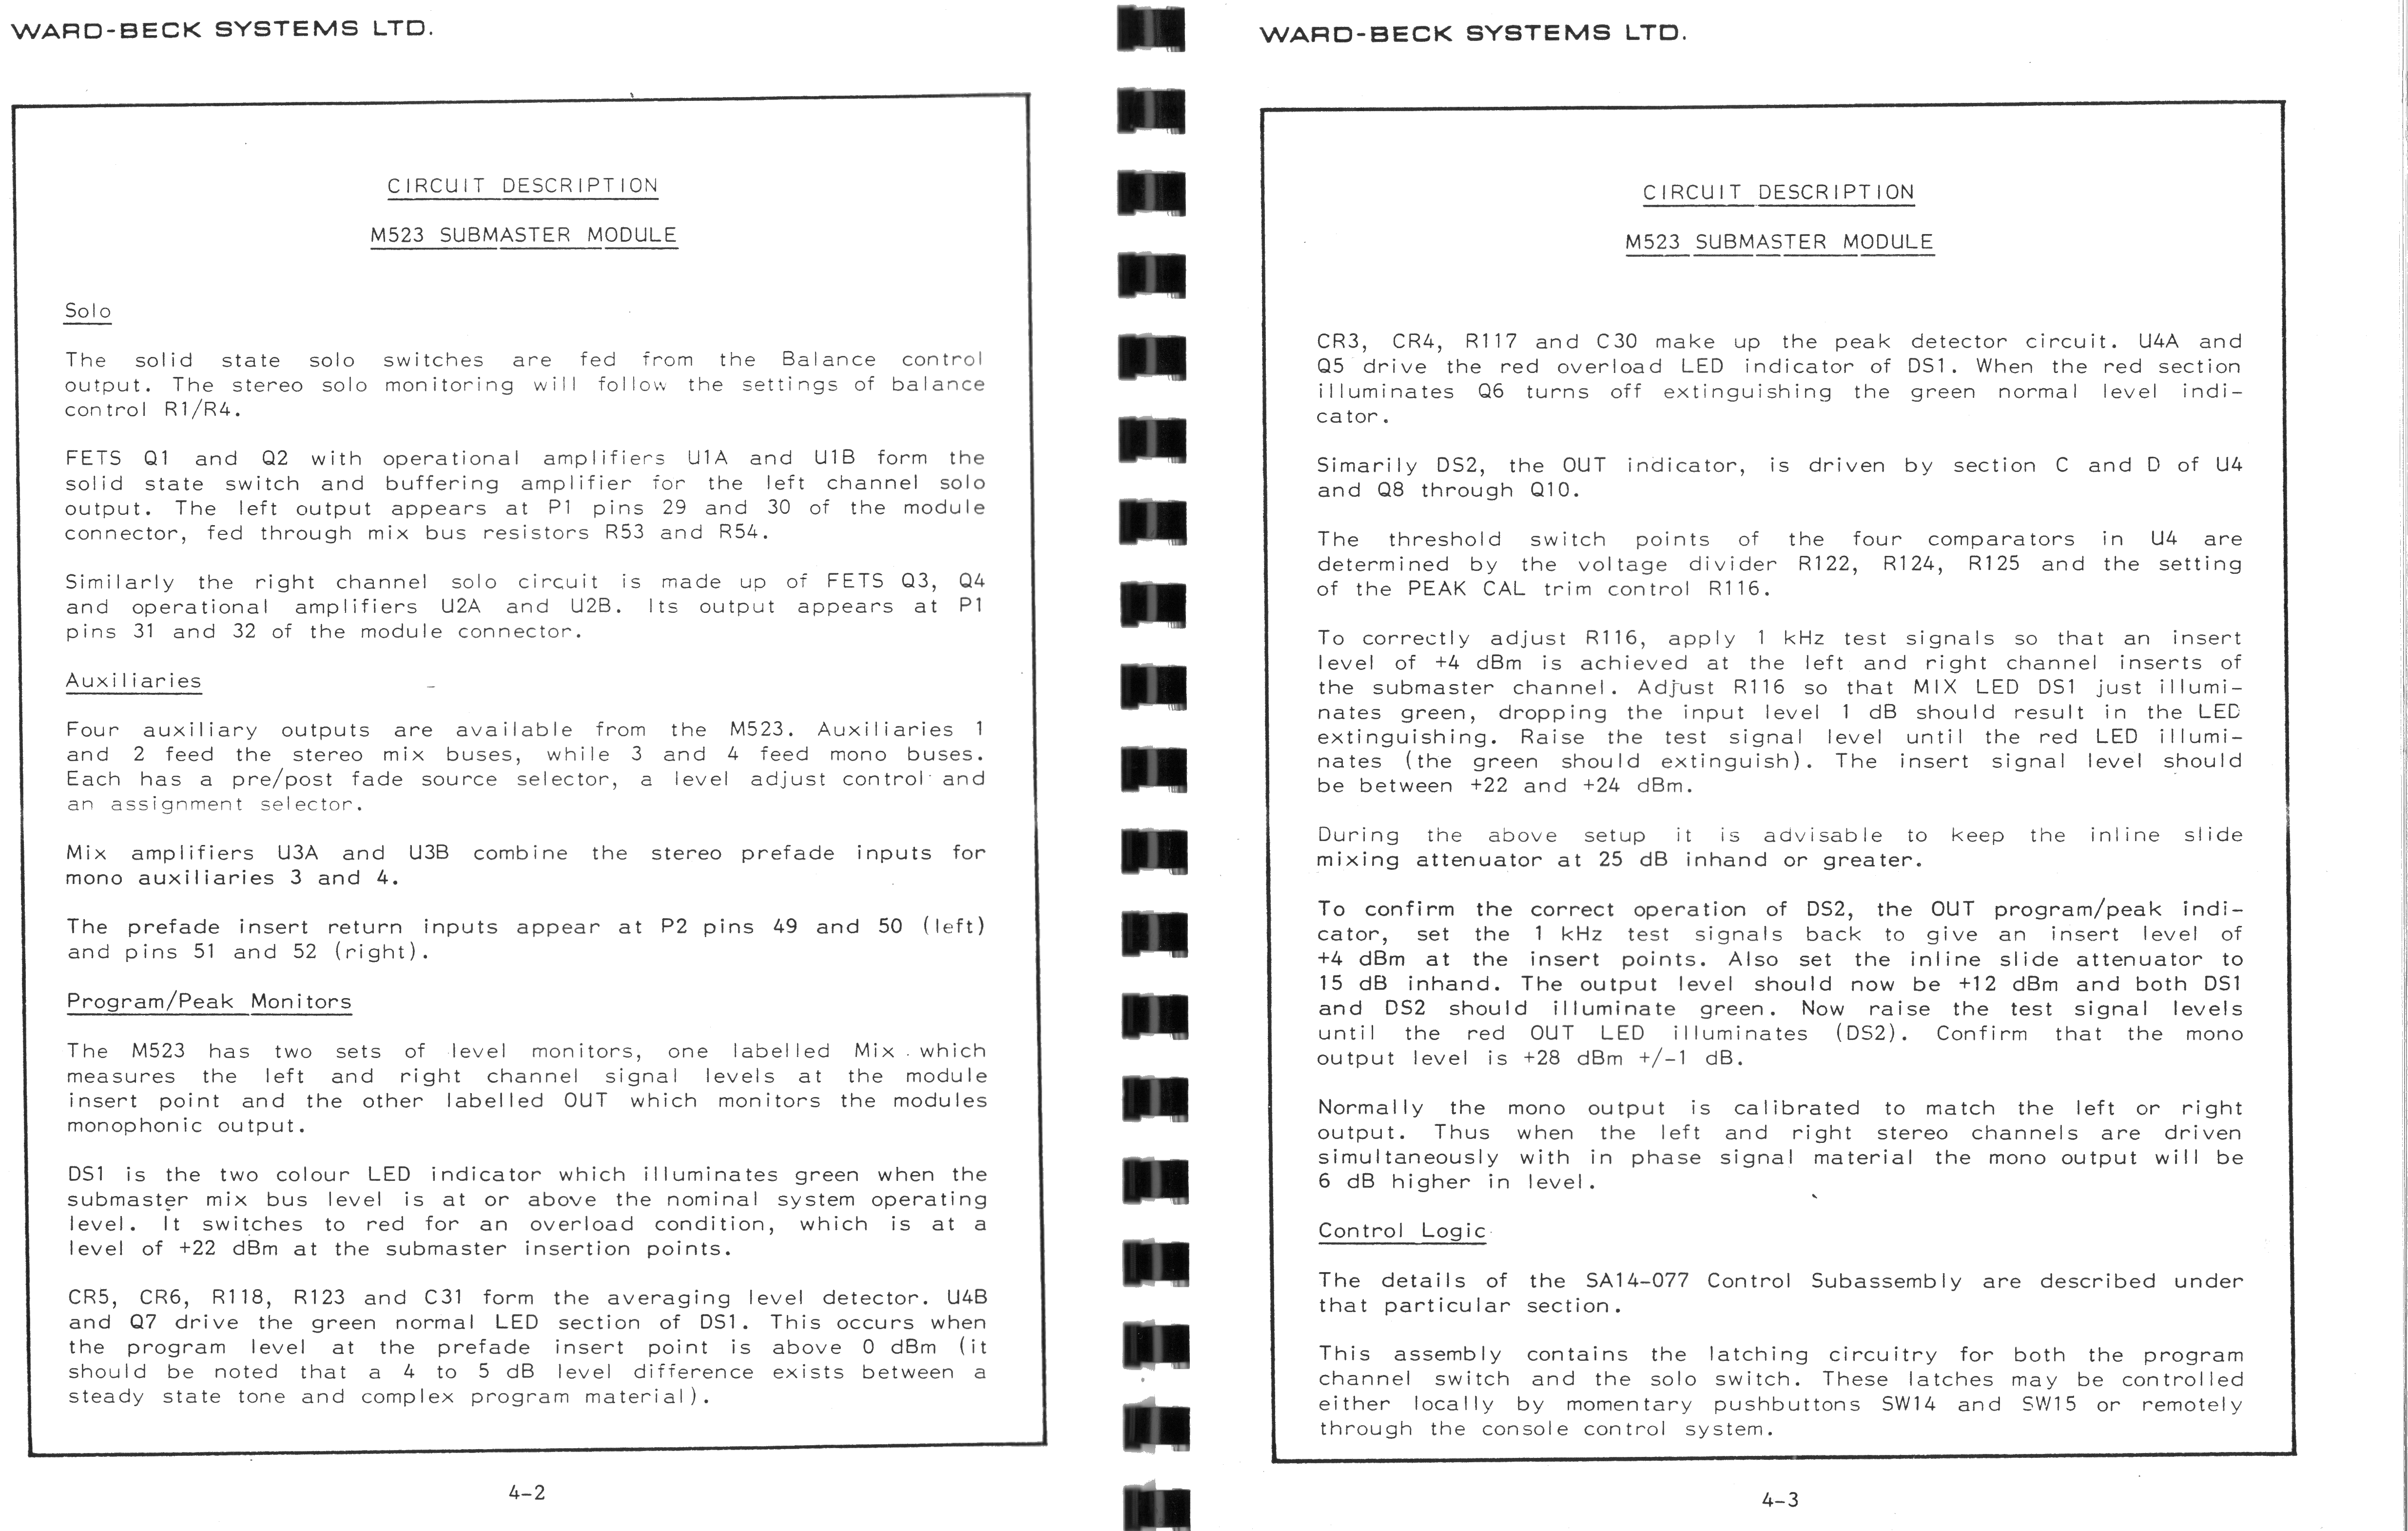 WARD-BECK SYSTEMS LTD.
CIRCUIT DESCRIPTION
M523 SUBMASTER MODULE
Solo
The solid state solo switches are fed from the Balance control
output. The stereo solo monitoring will follow the settings of balance
control R1/R4.
FETS Q1 and Q2 with operational amplifiers U1A and U1B form the
solid state switch and buffering amplifier for the left channel solo
output. The left output appears at P1 pins 29 and 30 of the module
connector, fed through mix bus resistors R53 and R54.
Similarly the right channel solo circuit is made up of FETS Q3, Q4
and operational amplifiers U2A and U2B. Its output appears at P1
pins 31 and 32 of the module connector.
Auxiliaries
Four auxiliary outputs are available from the M523. Auxiliaries 1
and 2 feed the stereo mix buses, while 3 and 4 feed mono buses.
Each has a pre/post fade source selector, a level adjust control and
an assignment selector.
Mix amplifiers U3A and U3B combine the stereo prefade inputs for
mono auxiliaries 3 and 4.
The prefade insert return inputs appear at P2 pins 49 and 50 (left)
and pins 51 and 52 (right).
Program/Peak Monitors
The M523 has two sets of level monitors, one labelled Mix which
measures the left and right channel signal levels at the module
insert point and the other labelled OUT which monitors the modules
monophonic output.
DS1 is the two colour LED indicator which illuminates green when the
submaster mix bus level is at or above the nominal system operating
level. It switches to red for an overload condition, which is at a
level of +22 dBm at the submaster insertion points.
CR5, CR6, R118, R123 and C31 form the averaging level detector. U4B
and Q7 drive the green normal LED section of DS1. This occurs when
the program level at the prefade insert point is above 0 dBm (it
should be noted that a 4 to 5 dB level difference exists between a
steady state tone and complex program material).
4-2
WARD-BECK SYSTEMS LTD.
CIRCUIT DESCRIPTION
M523 SUBMASTER MODULE
CR3, CR4, R117 and C30 make up the peak detector circuit. U4A and
Q5 drive the red overload LED indicator of DS1. When the red section
illuminates Q6 turns off extinguishing the green normal level indi-
cator.
Simarily DS2, the OUT indicator, is driven by section C and D of U4
and Q8 through Q10.
The threshold switch points of the four comparators in U4 are
determined by the voltage divider R122, R124, R125 and the setting
of the PEAK CAL trim control R116.
To correctly adjust R116, apply 1 kHz test signals so that an insert
level of +4 dBm is achieved at the left and right channel inserts of
the submaster channel. Adjust R116 so that MIX LED DS1 just illumi-
nates green, dropping the input level 1 dB should result in the LED
extinguishing. Raise the test signal level until the red LED illumi-
nates (the green should extinguish). The insert signal level should
be between +22 and +24 dBm.
During the above setup it is advisable to keep the inline slide
mixing attenuator at 25 dB inhand or greater.
To confirm the correct operation of DS2, the OUT program/peak indi-
cator, set the 1 kHz test signals back to give an insert level of
+4 dBm at the insert points. Also set the inline slide attenuator to
15 dB inhand. The output level should now be +12 dBm and both DS1
and DS2 should illuminate green. Now raise the test signal levels
until the red OUT LED illuminates (DS2). Confirm that the mono
output level is +28 dBm +/-1 dB.
Normally the mono output is calibrated to match the left or right
output. Thus when the left and right stereo channels are driven
simultaneously with in phase signal material the mono output will be
6 dB higher in level.
Control Logic
The details of the SA14-077 Control Subassembly are described under
that particular section.
This assembly contains the latching circuitry for both the program
channel switch and the solo switch. These latches may be controlled
either locally by momentary pushbuttons SW14 and SW15 or remotely
through the console control system.
4-3